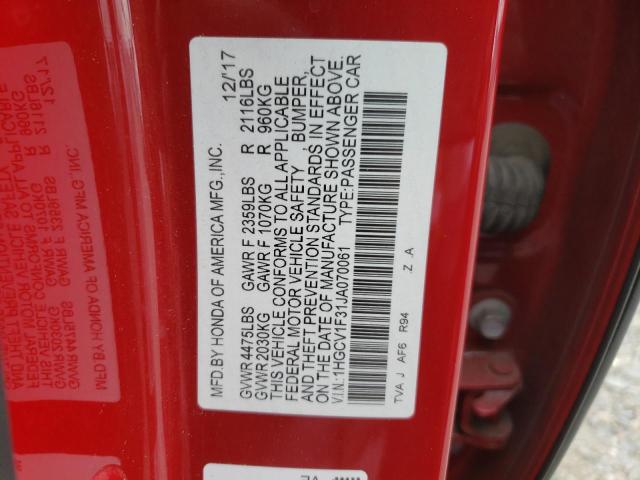 MFD.BY HONDA OF AMERICA MFG.,INC. 12/'17
GVWR 4475LBS GAWR F 2359LBS R 2116LBS
GVWR 2030KG GAWR F 1070KG R 960KG
THIS VEHICLE CONFORMS TO ALL APPLICABLE
FEDERAL MOTOR VEHICLE SAFETY , BUMPER,
AND THEFT PREVENTION STANDARDS IN EFFECT
ON THE DATE OF MANUFACTURE SHOWN ABOVE.
V.I.N.:1HGCV1F31JA070061 TYPE:PASSENGER CAR
TVA J AF6 R94 .Z .A